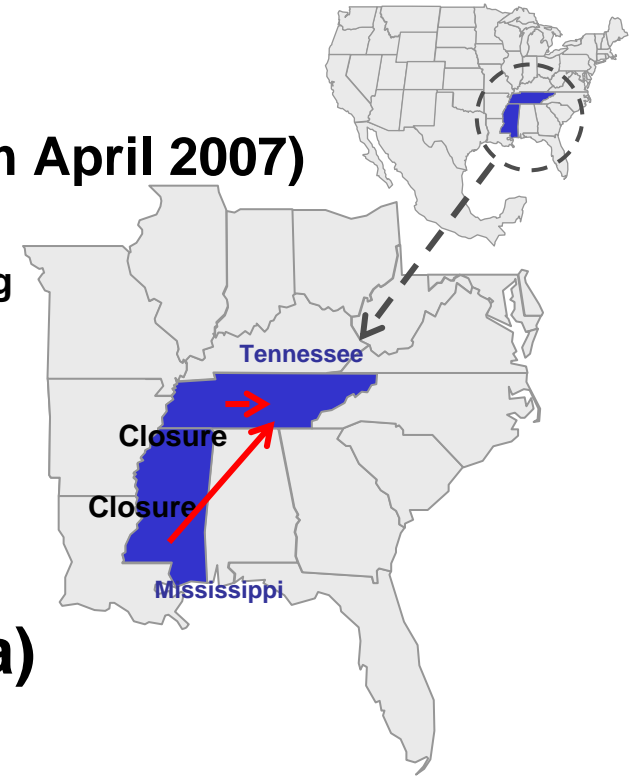 April 2007)
g
Tennessee
Closure
Closure
Mississippi
a)